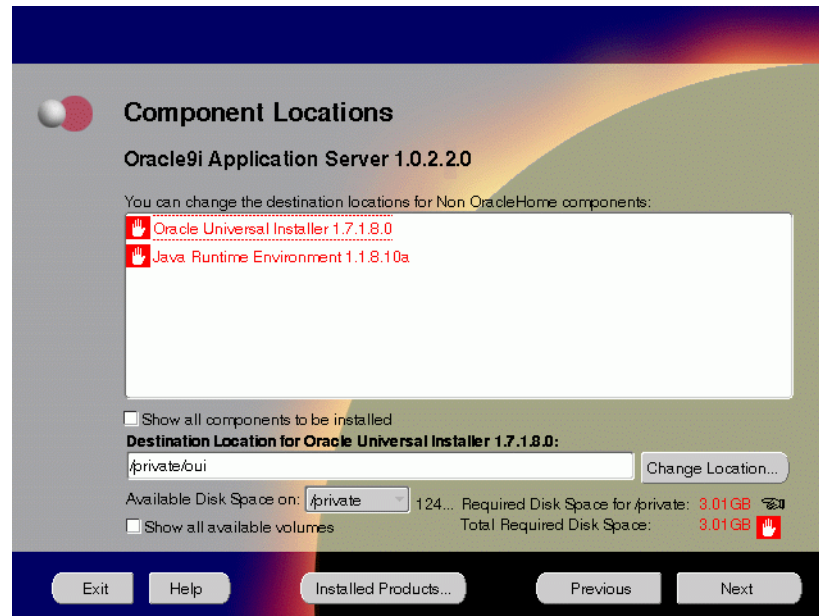 Component Locations
Oracle9i Application Server 1.0.2.2.0
You can change the destination locations for Non OracleHome components:
Oracle Universal Installer 1.7.1.8.0
Java Runtime Environment 1.1.8.10a
Show all components to be installed
Destination Location for Oracle Universal Installer 1.7.1.8.0:
/private/oui
Change Location...
Available Disk Space on: /private 124... Required Disk Space for /private: 3.01GB
Show all available volumes Total Required Disk Space: 3.01GB
Exit Help Installed Products... Previous Next